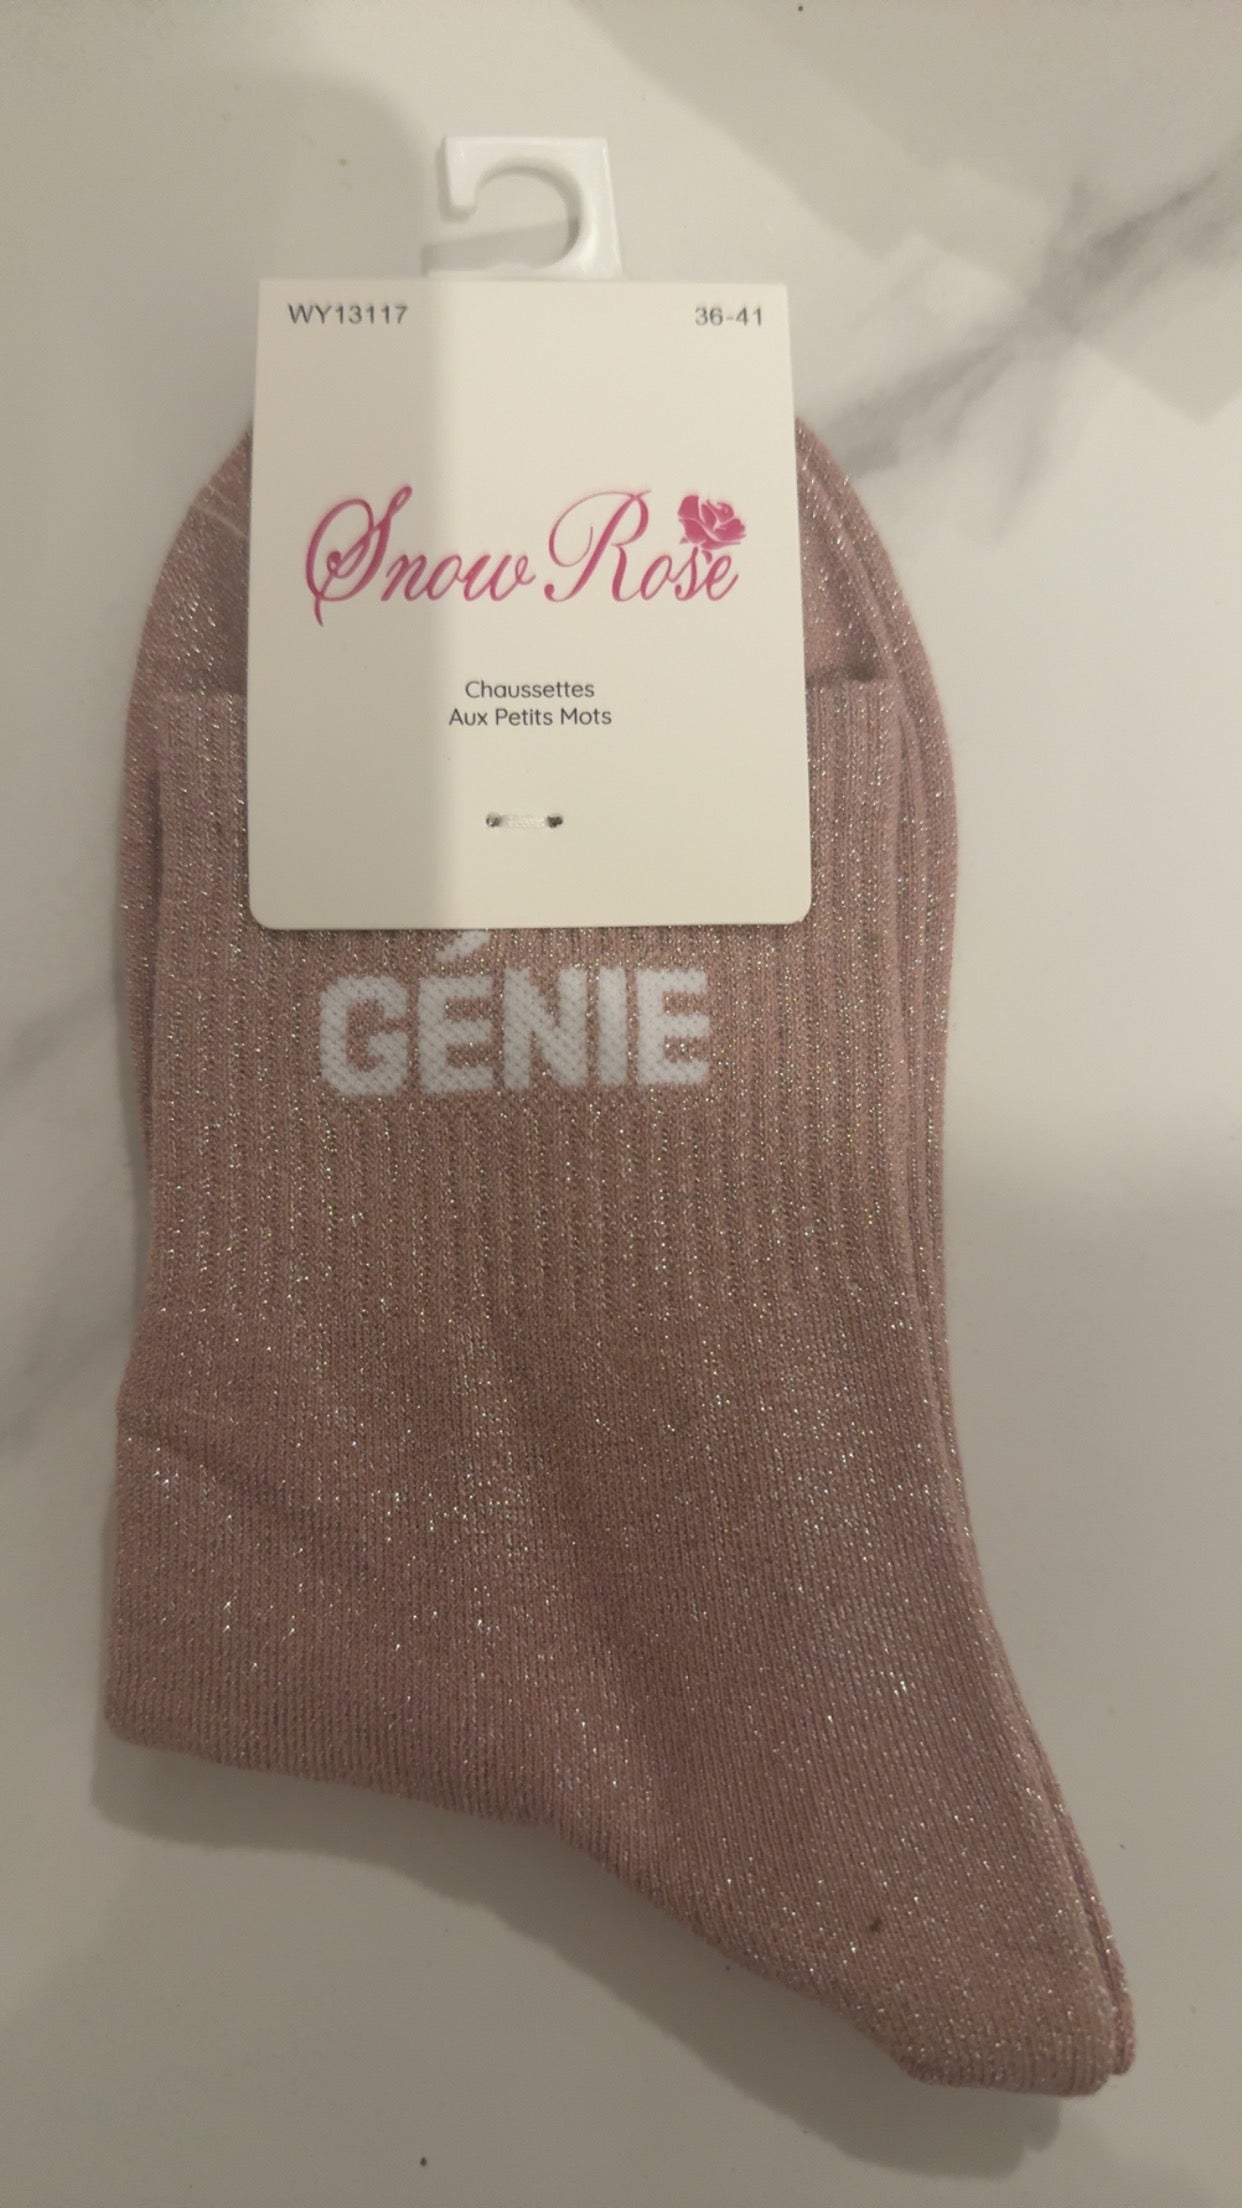 WY13117 36-41
Snow Rose
Chaussettes
Aux Petits Mots
GÉNIE